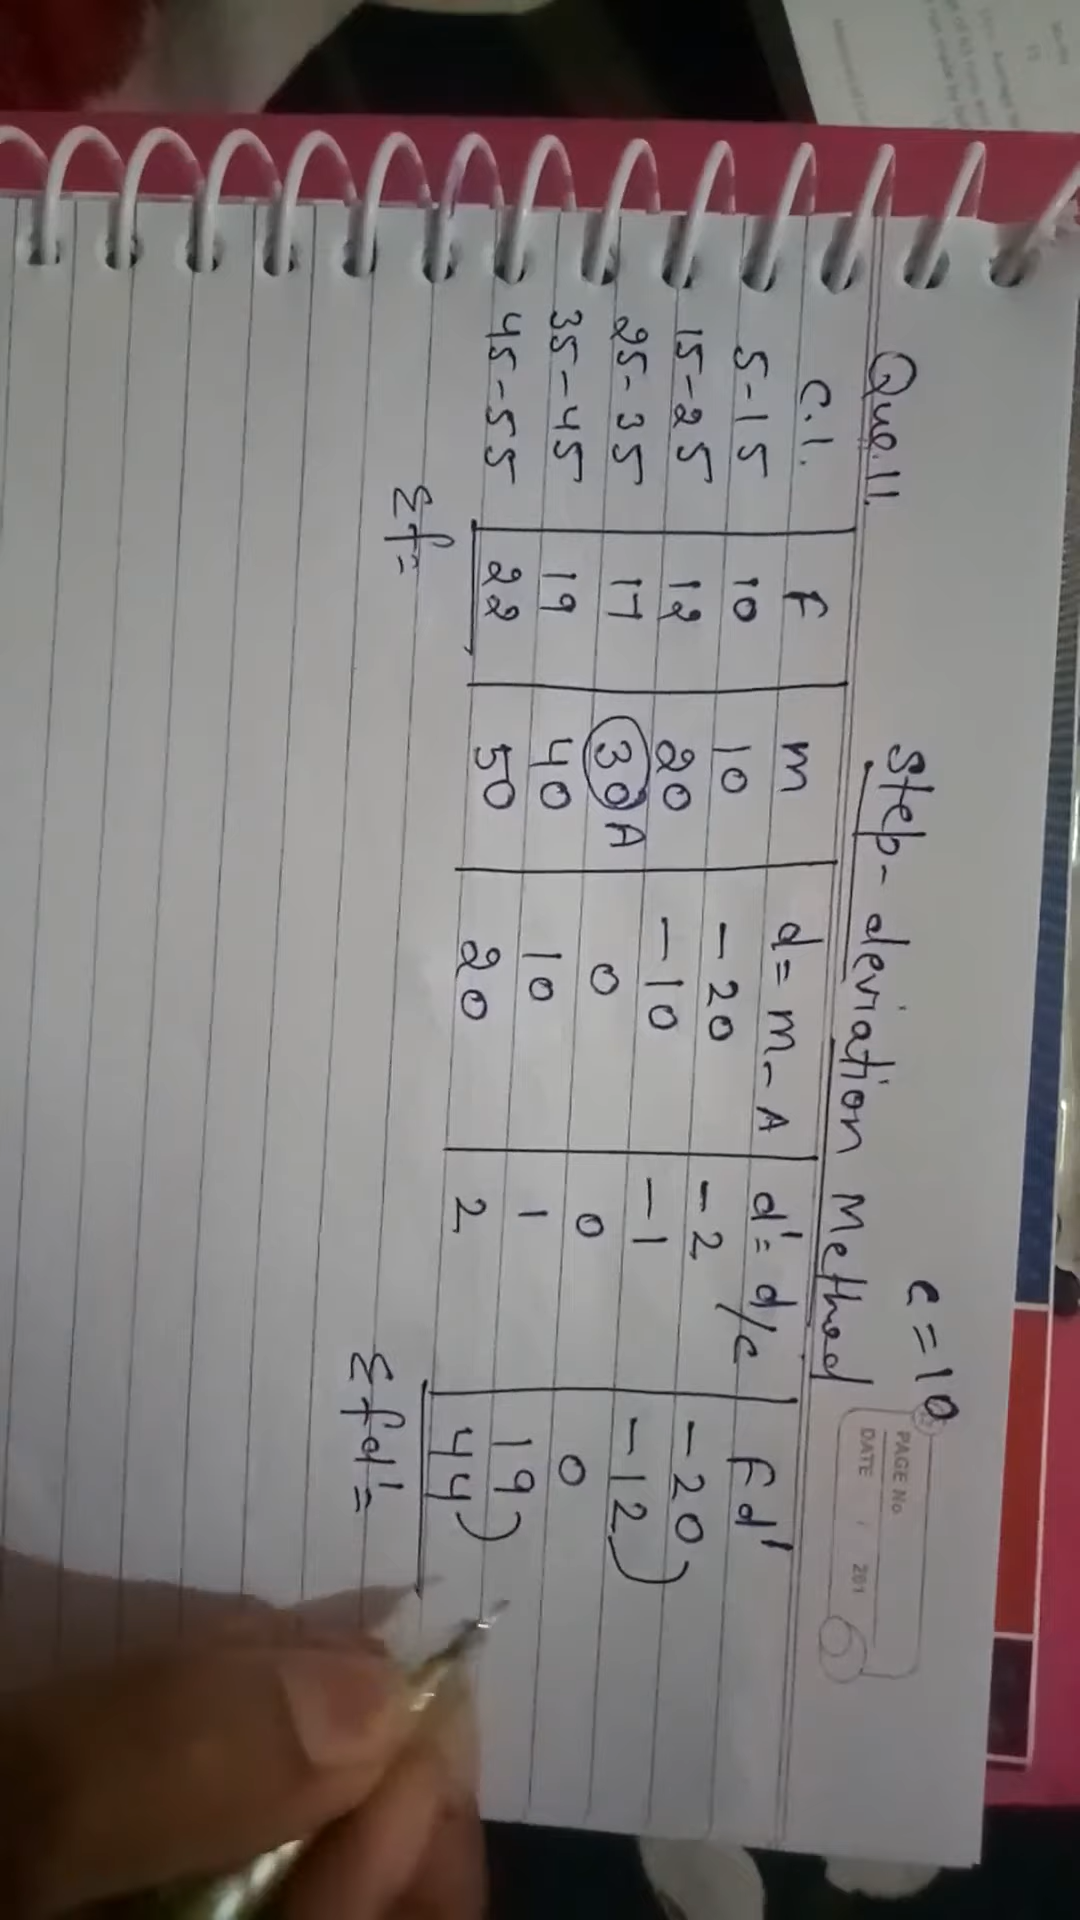 PAGE No
DATE 201
c = 10
Que. 11. Step-deviation Method
C.I. F m d = m - A d' = d/c Fd'
5-15 10 10 -20 -2 -20
15-25 12 20 -10 -1 -12
25-35 17 30 A 0 0 0
35-45 19 40 10 1 19
45-55 22 50 20 2 44
Σf = Σfd' =